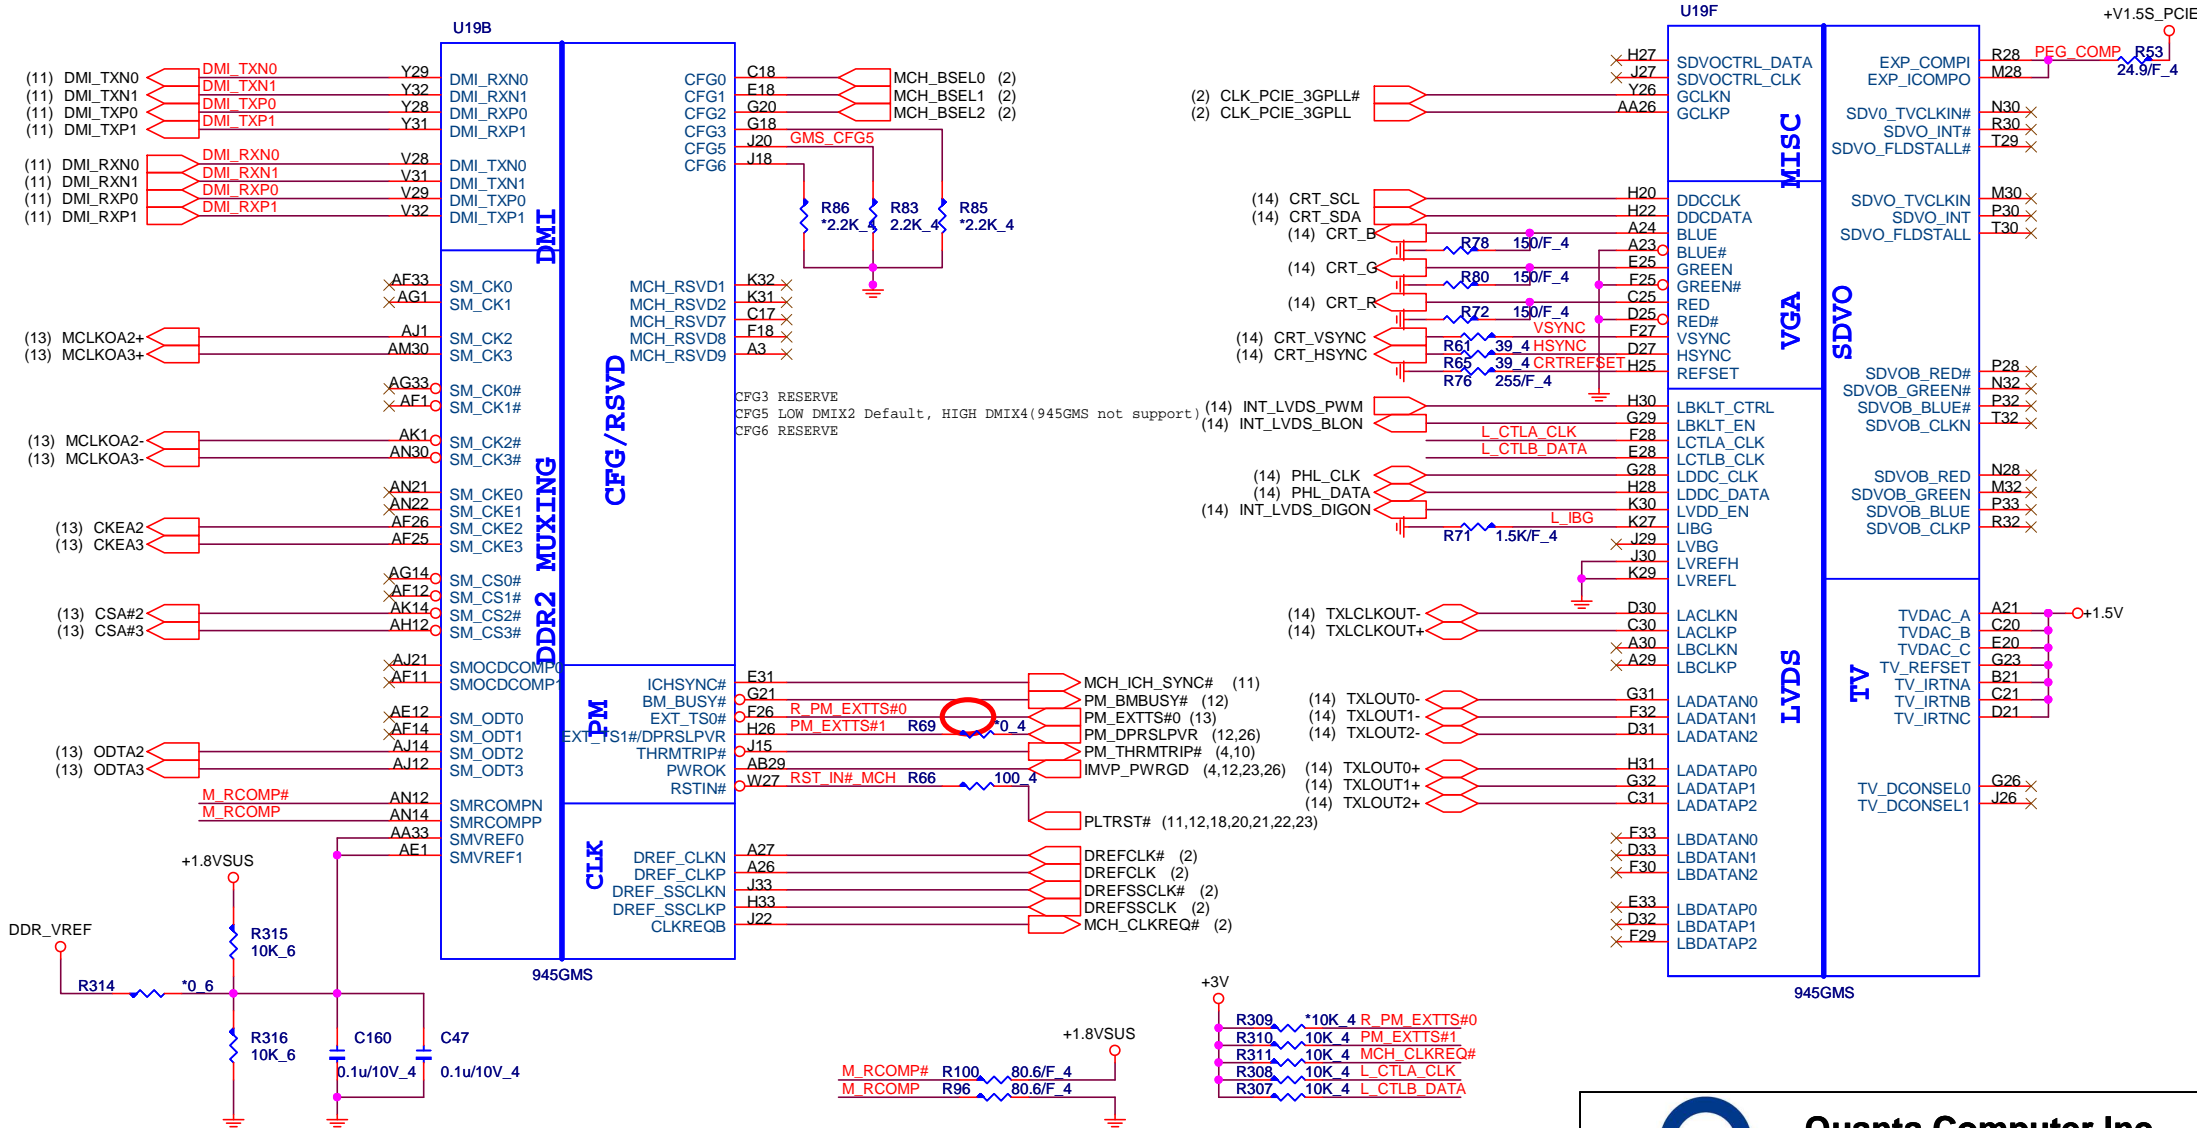 U19B
(11) DMI_TXN0 DMI_TXN0 Y29 DMI_RXN0
(11) DMI_TXN1 DMI_TXN1 Y32 DMI_RXN1
(11) DMI_TXP0 DMI_TXP0 Y28 DMI_RXP0
(11) DMI_TXP1 DMI_TXP1 Y31 DMI_RXP1
(11) DMI_RXN0 DMI_RXN0 V28 DMI_TXN0
(11) DMI_RXN1 DMI_RXN1 V31 DMI_TXN1
(11) DMI_RXP0 DMI_RXP0 V29 DMI_TXP0
(11) DMI_RXP1 DMI_RXP1 V32 DMI_TXP1
DMI
AF33 SM_CK0
AG1 SM_CK1
(13) MCLKOA2+ AJ1 SM_CK2
(13) MCLKOA3+ AM30 SM_CK3
AG33 SM_CK0#
AF1 SM_CK1#
(13) MCLKOA2- AK1 SM_CK2#
(13) MCLKOA3- AN30 SM_CK3#
AN21 SM_CKE0
AN22 SM_CKE1
(13) CKEA2 AF26 SM_CKE2
(13) CKEA3 AF25 SM_CKE3
AG14 SM_CS0#
AF12 SM_CS1#
(13) CSA#2 AK14 SM_CS2#
(13) CSA#3 AH12 SM_CS3#
DDR2 MUXING
AJ21 SMOCDCOMP0
AF11 SMOCDCOMP1
AE12 SM_ODT0
AF14 SM_ODT1
(13) ODTA2 AJ14 SM_ODT2
(13) ODTA3 AJ12 SM_ODT3
M_RCOMP# AN12 SMRCOMPN
M_RCOMP AN14 SMRCOMPP
AA33 SMVREF0
AE1 SMVREF1
CFG0 C18 MCH_BSEL0 (2)
CFG1 E18 MCH_BSEL1 (2)
CFG2 G20 MCH_BSEL2 (2)
CFG3 G18
CFG5 J20 GMS_CFG5
CFG6 J18
R86 *2.2K_4
R83 2.2K_4
R85 *2.2K_4
MCH_RSVD1 K32
MCH_RSVD2 K31
MCH_RSVD7 C17
MCH_RSVD8 F18
MCH_RSVD9 A3
CFG/RSVD
CFG3 RESERVE
CFG5 LOW DMIX2 Default, HIGH DMIX4(945GMS not support)
CFG6 RESERVE
PM
ICHSYNC# E31 MCH_ICH_SYNC# (11)
BM_BUSY# G21 PM_BMBUSY# (12)
EXT_TS0# F26 R_PM_EXTTS#0 PM_EXTTS#0 (13)
EXT_TS1#/DPRSLPVR H26 PM_EXTTS#1 R69 *0_4 PM_DPRSLPVR (12,26)
THRMTRIP# J15 PM_THRMTRIP# (4,10)
PWROK AB29 IMVP_PWRGD (4,12,23,26)
RSTIN# W27 RST_IN#_MCH R66 100_4
PLTRST# (11,12,18,20,21,22,23)
CLK
DREF_CLKN A27 DREFCLK# (2)
DREF_CLKP A26 DREFCLK (2)
DREF_SSCLKN J33 DREFSSCLK# (2)
DREF_SSCLKP H33 DREFSSCLK (2)
CLKREQB J22 MCH_CLKREQ# (2)
945GMS
+1.8VSUS
DDR_VREF
R315
10K_6
R314 *0_6
R316
10K_6
C160
0.1u/10V_4
C47
0.1u/10V_4
+1.8VSUS
M_RCOMP# R100 80.6/F_4
M_RCOMP R96 80.6/F_4
+3V
R309 *10K_4 R_PM_EXTTS#0
R310 10K_4 PM_EXTTS#1
R311 10K_4 MCH_CLKREQ#
R308 10K_4 L_CTLA_CLK
R307 10K_4 L_CTLB_DATA
U19F
H27 SDVOCTRL_DATA
J27 SDVOCTRL_CLK
(2) CLK_PCIE_3GPLL# Y26 GCLKN
(2) CLK_PCIE_3GPLL AA26 GCLKP
MISC
(14) CRT_SCL H20 DDCCLK
(14) CRT_SDA H22 DDCDATA
(14) CRT_B A24 BLUE
R78 150/F_4 A23 BLUE#
(14) CRT_G E25 GREEN
R80 150/F_4 F25 GREEN#
(14) CRT_R C25 RED
R72 150/F_4 D25 RED#
(14) CRT_VSYNC VSYNC F27 VSYNC
(14) CRT_HSYNC R61 39_4 HSYNC D27 HSYNC
R65 39_4 CRTREFSET H25 REFSET
R76 255/F_4
VGA
(14) INT_LVDS_PWM H30 LBKLT_CTRL
(14) INT_LVDS_BLON G29 LBKLT_EN
L_CTLA_CLK F28 LCTLA_CLK
L_CTLB_DATA E28 LCTLB_CLK
(14) PHL_CLK G28 LDDC_CLK
(14) PHL_DATA H28 LDDC_DATA
(14) INT_LVDS_DIGON K30 LVDD_EN
L_IBG K27 LIBG
R71 1.5K/F_4
J29 LVBG
J30 LVREFH
K29 LVREFL
(14) TXLCLKOUT- D30 LACLKN
(14) TXLCLKOUT+ C30 LACLKP
A30 LBCLKN
A29 LBCLKP
LVDS
(14) TXLOUT0- G31 LADATAN0
(14) TXLOUT1- F32 LADATAN1
(14) TXLOUT2- D31 LADATAN2
(14) TXLOUT0+ H31 LADATAP0
(14) TXLOUT1+ G32 LADATAP1
(14) TXLOUT2+ C31 LADATAP2
F33 LBDATAN0
D33 LBDATAN1
F30 LBDATAN2
E33 LBDATAP0
D32 LBDATAP1
F29 LBDATAP2
+V1.5S_PCIE
EXP_COMPI R28 PEG_COMP R53
EXP_ICOMPO M28 24.9/F_4
SDV0_TVCLKIN# N30
SDVO_INT# R30
SDVO_FLDSTALL# T29
SDVO_TVCLKIN M30
SDVO_INT P30
SDVO_FLDSTALL T30
SDVO
SDVOB_RED# P28
SDVOB_GREEN# N32
SDVOB_BLUE# P32
SDVOB_CLKN T32
SDVOB_RED N28
SDVOB_GREEN M32
SDVOB_BLUE P33
SDVOB_CLKP R32
TV
TVDAC_A A21 +1.5V
TVDAC_B C20
TVDAC_C E20
TV_REFSET G23
TV_IRTNA B21
TV_IRTNB C21
TV_IRTNC D21
TV_DCONSEL0 G26
TV_DCONSEL1 J26
945GMS
Quanta Computer Inc